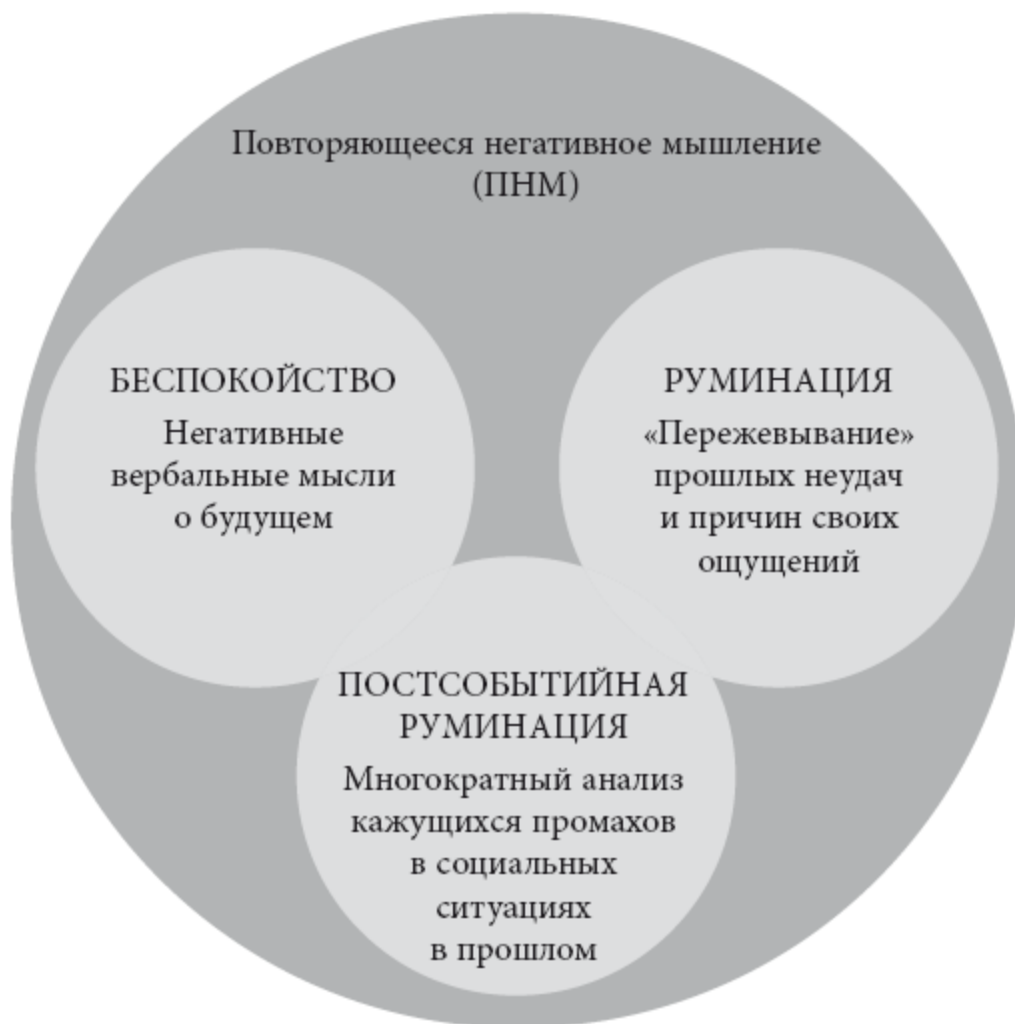 Повторяющееся негативное мышление
(ПНМ)
БЕСПОКОЙСТВО
Негативные
вербальные мысли
о будущем
РУМИНАЦИЯ
«Пережевывание»
прошлых неудач
и причин своих
ощущений
ПОСТСОБЫТИЙНАЯ
РУМИНАЦИЯ
Многократный анализ
кажущихся промахов
в социальных
ситуациях
в прошлом